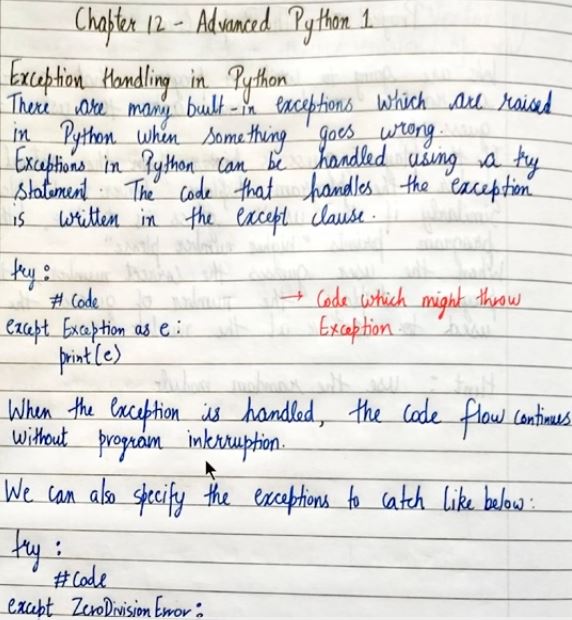 Chapter 12 - Advanced Python 1
Exception Handling in Python
There are many built-in exceptions which are raised
in Python when something goes wrong.
Exceptions in Python can be handled using a try
statement. The code that handles the exception
is written in the except clause.
try :
# Code → Code which might throw
Exception
except Exception as e :
print(e)
When the exception is handled, the code flow continues
without program interruption.
We can also specify the exceptions to catch like below :
try :
#Code
except ZeroDivisionError :